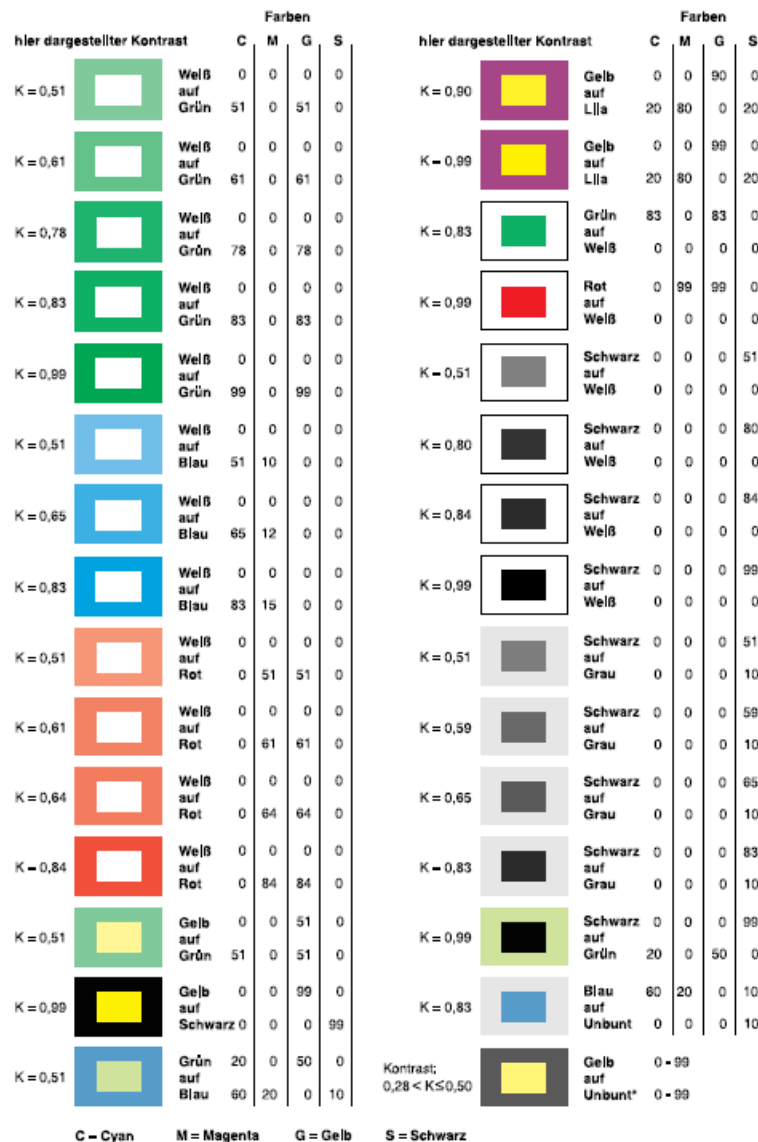 Farben
hier dargestellter Kontrast C M G S
Weiß 0 0 0 0
K = 0,51 auf
Grün 51 0 51 0
Weiß 0 0 0 0
K = 0,61 auf
Grün 61 0 61 0
Weiß 0 0 0 0
K = 0,78 auf
Grün 78 0 78 0
Weiß 0 0 0 0
K = 0,83 auf
Grün 83 0 83 0
Weiß 0 0 0 0
K = 0,99 auf
Grün 99 0 99 0
Weiß 0 0 0 0
K = 0,51 auf
Blau 51 10 0 0
Weiß 0 0 0 0
K = 0,65 auf
Blau 65 12 0 0
Weiß 0 0 0 0
K = 0,83 auf
Blau 83 15 0 0
Weiß 0 0 0 0
K = 0,51 auf
Rot 0 51 51 0
Weiß 0 0 0 0
K = 0,61 auf
Rot 0 61 61 0
Weiß 0 0 0 0
K = 0,64 auf
Rot 0 64 64 0
Weiß 0 0 0 0
K = 0,84 auf
Rot 0 84 84 0
Gelb 0 0 51 0
K = 0,51 auf
Grün 51 0 51 0
Gelb 0 0 99 0
K = 0,99 auf
Schwarz 0 0 0 99
Grün 20 0 50 0
K = 0,51 auf
Blau 60 20 0 10
Farben
hier dargestellter Kontrast C M G S
Gelb 0 0 90 0
K = 0,90 auf
Lila 20 80 0 20
Gelb 0 0 99 0
K = 0,99 auf
Lila 20 80 0 20
Grün 83 0 83 0
K = 0,83 auf
Weiß 0 0 0 0
Rot 0 99 99 0
K = 0,99 auf
Weiß 0 0 0 0
Schwarz 0 0 0 51
K = 0,51 auf
Weiß 0 0 0 0
Schwarz 0 0 0 80
K = 0,80 auf
Weiß 0 0 0 0
Schwarz 0 0 0 84
K = 0,84 auf
Weiß 0 0 0 0
Schwarz 0 0 0 99
K = 0,99 auf
Weiß 0 0 0 0
Schwarz 0 0 0 51
K = 0,51 auf
Grau 0 0 0 10
Schwarz 0 0 0 59
K = 0,59 auf
Grau 0 0 0 10
Schwarz 0 0 0 65
K = 0,65 auf
Grau 0 0 0 10
Schwarz 0 0 0 83
K = 0,83 auf
Grau 0 0 0 10
Schwarz 0 0 0 99
K = 0,99 auf
Grün 20 0 50 0
Blau 60 20 0 10
K = 0,83 auf
Unbunt 0 0 0 10
Kontrast: Gelb 0 - 99
0,28 < K ≤ 0,50 auf
Unbunt* 0 - 99
C = Cyan M = Magenta G = Gelb S = Schwarz